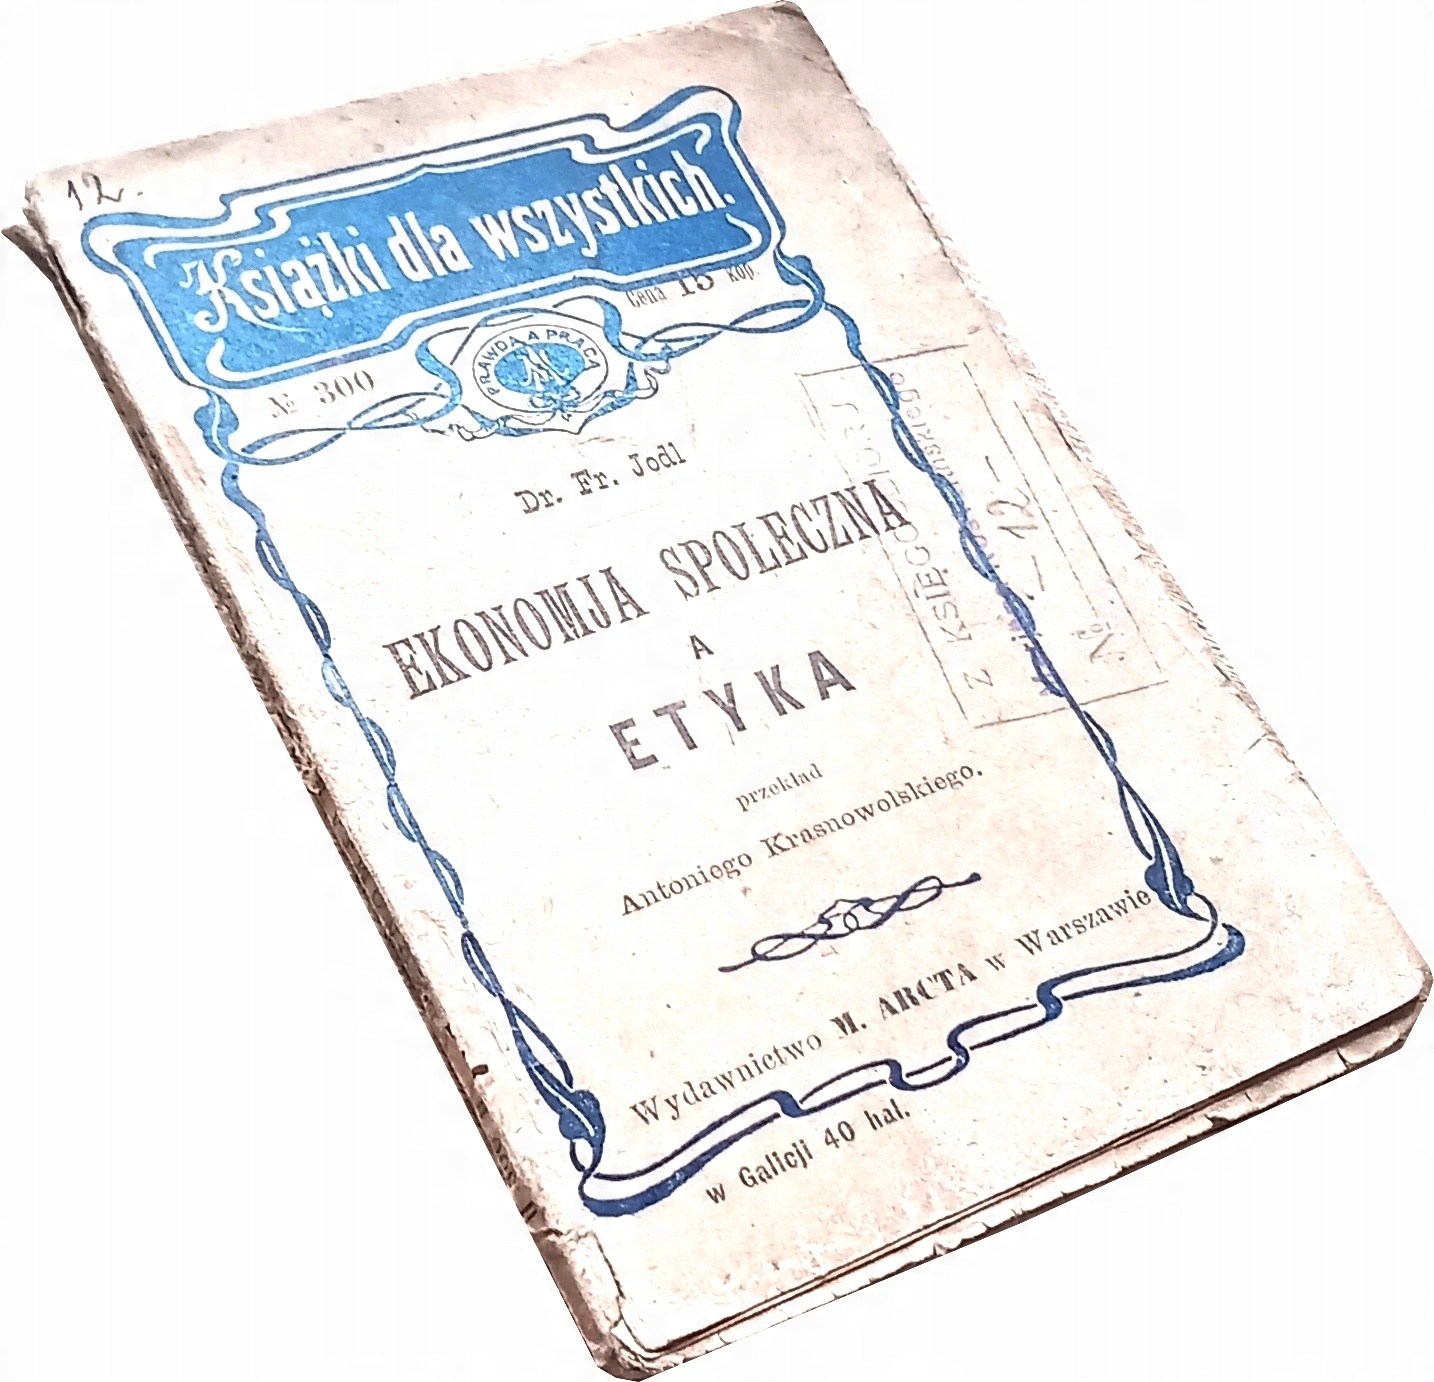 12.
Książki dla wszystkich.
Cena 15 kop.
№ 300
PRAWDA A PRACA
M
Dr. Fr. Jodl
EKONOMJA SPOŁECZNA
A
ETYKA
przekład
Antoniego Krasnowolskiego.
Wydawnictwo M. ARCTA w Warszawie
w Galicji 40 hal.
Z
12-
№